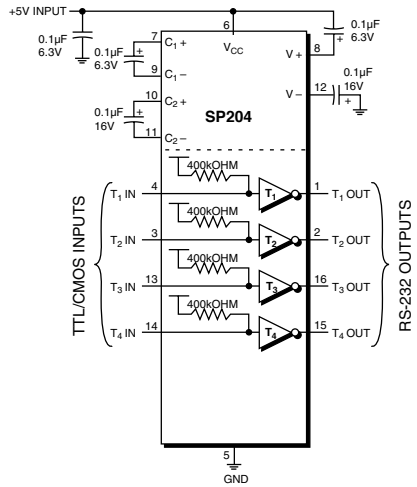 +5V INPUT
0.1µF
6.3V
0.1µF
6.3V
7
C1+
9
C1–
6
VCC
V+
8
0.1µF
6.3V
10
C2+
0.1µF
16V
11
C2–
V–
12
0.1µF
16V
SP204
TTL/CMOS INPUTS
RS-232 OUTPUTS
400kOHM
T1 IN
4
T1
1
T1 OUT
400kOHM
T2 IN
3
T2
2
T2 OUT
400kOHM
T3 IN
13
T3
16
T3 OUT
400kOHM
T4 IN
14
T4
15
T4 OUT
5
GND